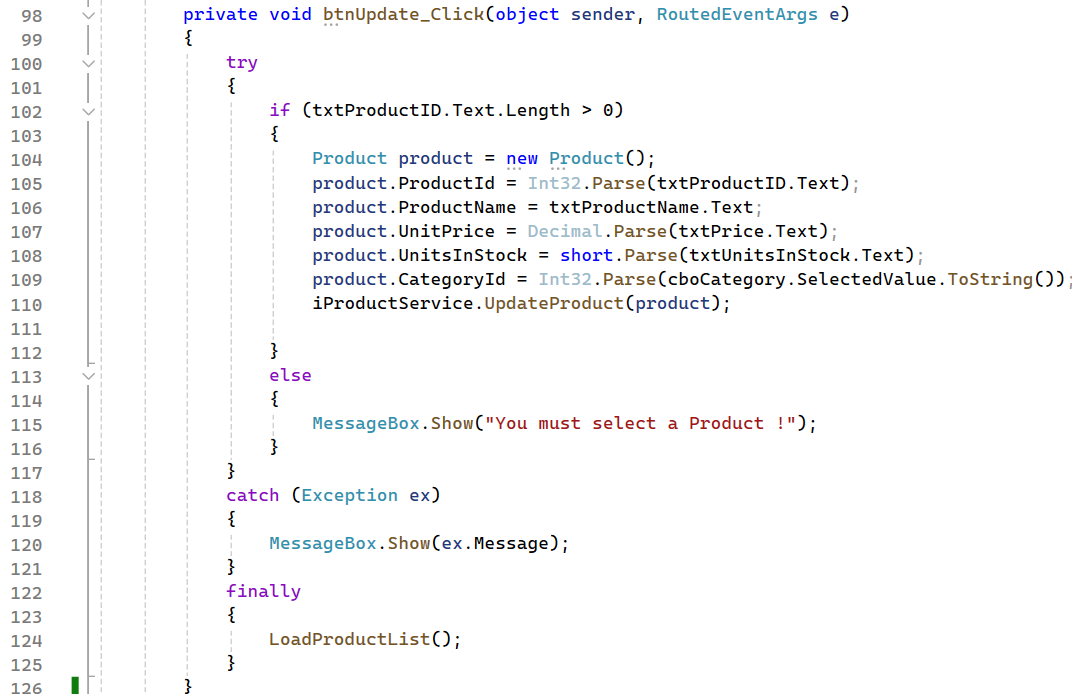 98 private void btnUpdate_Click(object sender, RoutedEventArgs e)
99 {
100 try
101 {
102 if (txtProductID.Text.Length > 0)
103 {
104 Product product = new Product();
105 product.ProductId = Int32.Parse(txtProductID.Text);
106 product.ProductName = txtProductName.Text;
107 product.UnitPrice = Decimal.Parse(txtPrice.Text);
108 product.UnitsInStock = short.Parse(txtUnitsInStock.Text);
109 product.CategoryId = Int32.Parse(cboCategory.SelectedValue.ToString());
110 iProductService.UpdateProduct(product);
111
112 }
113 else
114 {
115 MessageBox.Show("You must select a Product !");
116 }
117 }
118 catch (Exception ex)
119 {
120 MessageBox.Show(ex.Message);
121 }
122 finally
123 {
124 LoadProductList();
125 }
126 }